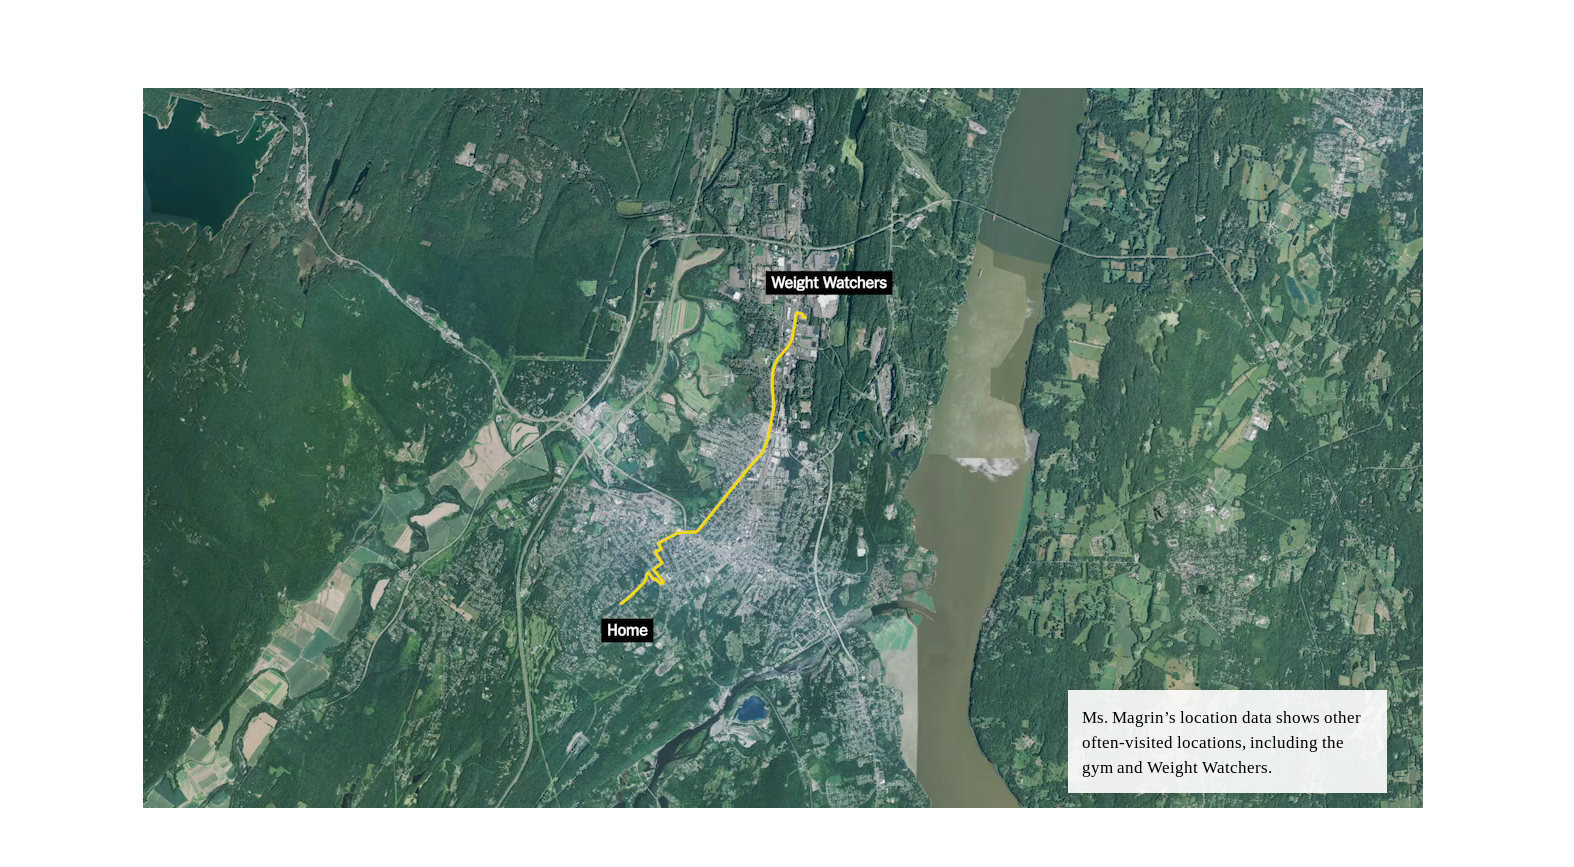 Weight Watchers
Home
Ms. Magrin’s location data shows other
often-visited locations, including the
gym and Weight Watchers.